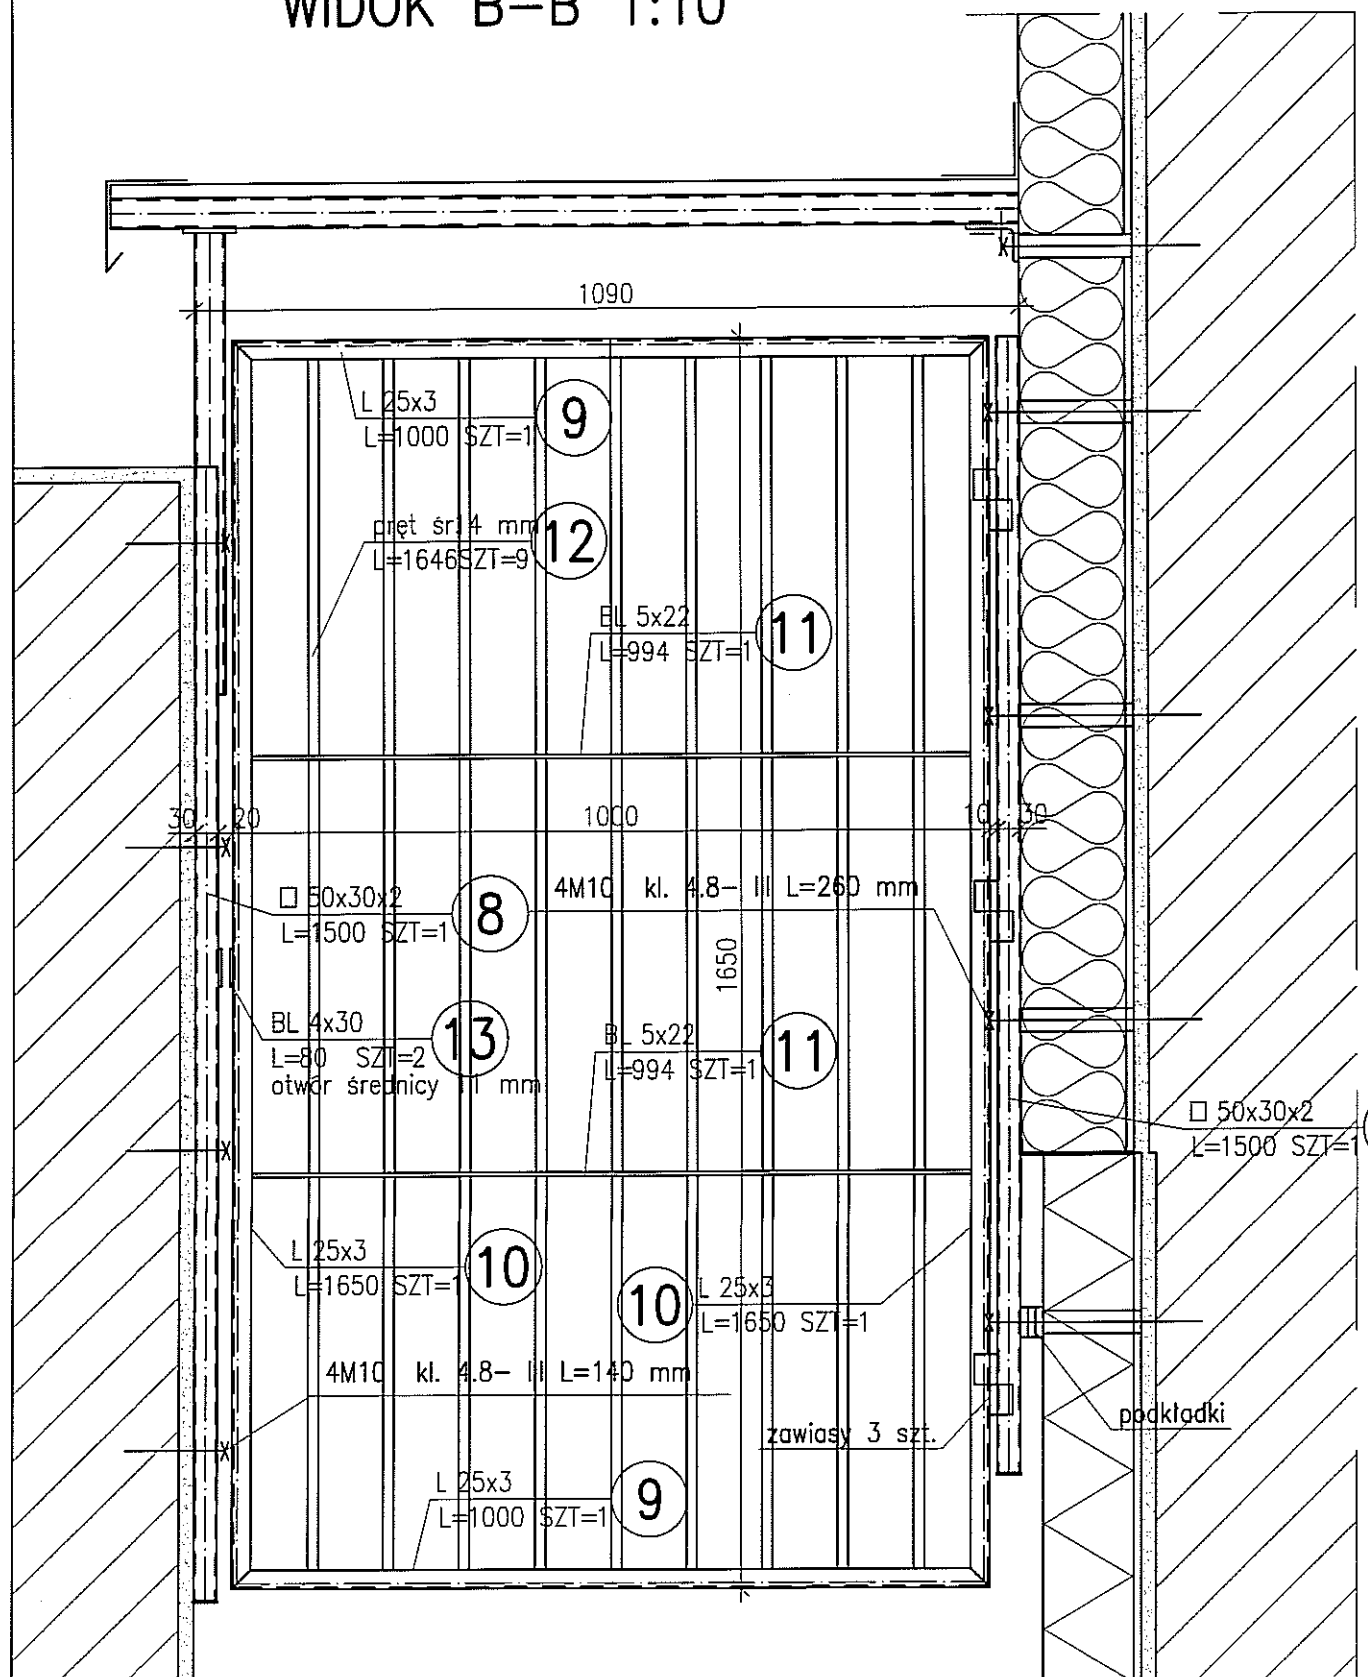 WIDOK B-B 1:10
1090
L 25x3
L=1000 SZT=1
9
pręt śr14 mm
L=1646SZT=9
12
BL 5x22
L=994 SZT=1
11
30
20
1000
10
30
□ 50x30x2
L=1500 SZT=1
8
4M10 kl. 4.8- III L=260 mm
1650
BL 4x30
L=80 SZT=2
otwór średnicy 11 mm
13
BL 5x22
L=994 SZT=1
11
□ 50x30x2
L=1500 SZT=1
L 25x3
L=1650 SZT=1
10
10
L 25x3
L=1650 SZT=1
4M10 kl. 4.8- III L=140 mm
podkładki
zawiasy 3 szt.
L 25x3
L=1000 SZT=1
9